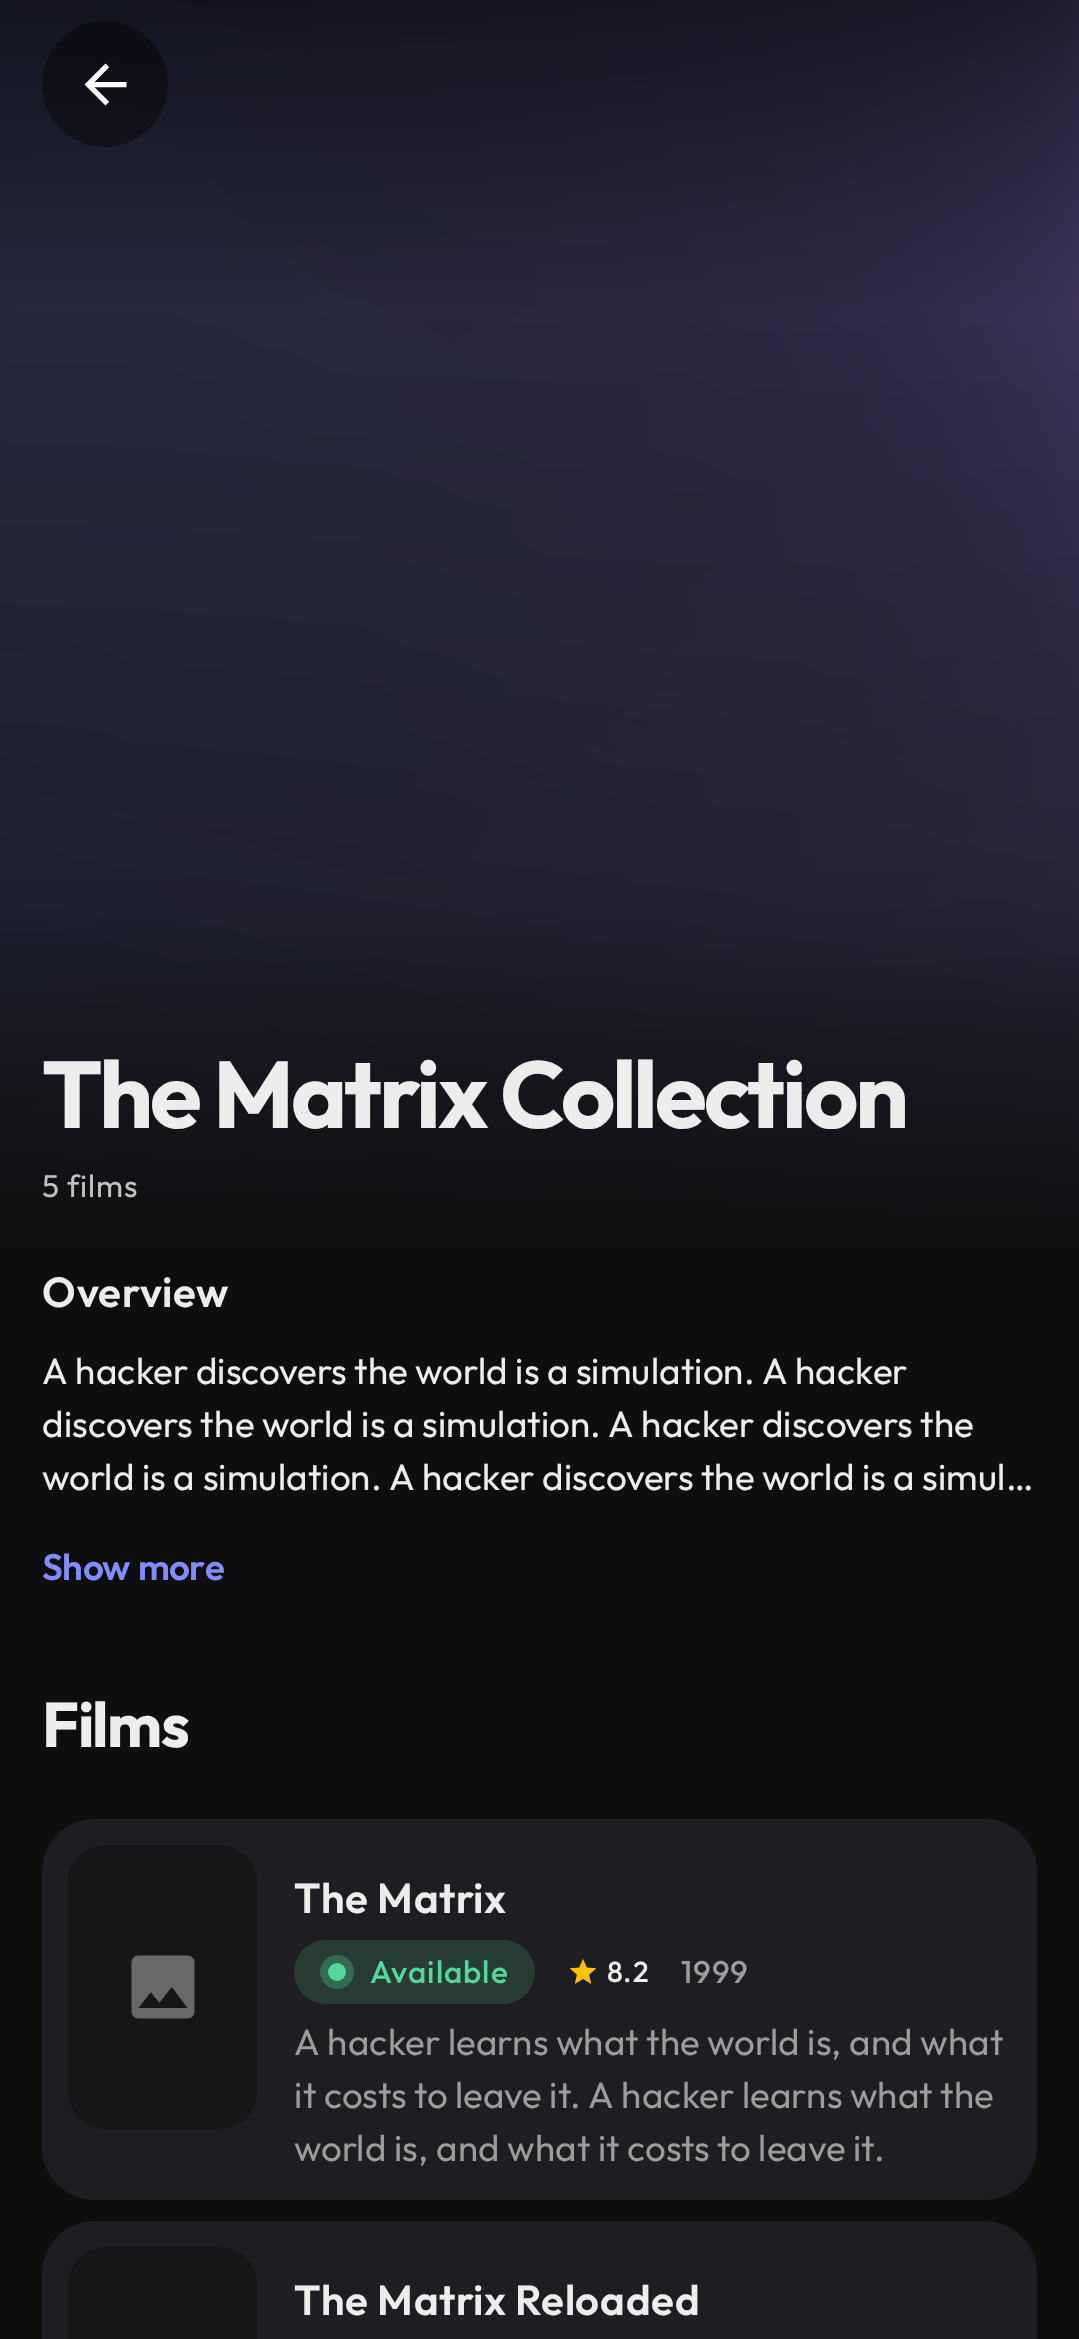 The Matrix Collection
5 films
Overview
A hacker discovers the world is a simulation. A hacker
discovers the world is a simulation. A hacker discovers the
world is a simulation. A hacker discovers the world is a simul…
Show more
Films
The Matrix
Available 8.2 1999
A hacker learns what the world is, and what
it costs to leave it. A hacker learns what the
world is, and what it costs to leave it.
The Matrix Reloaded